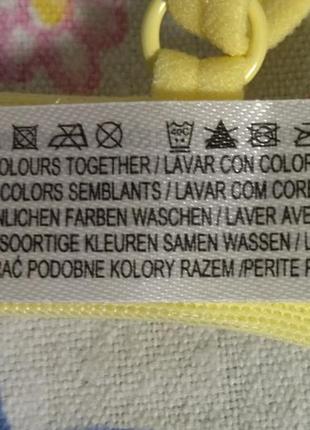 40C
COLOURS TOGETHER / LAVAR CON COLOR
COLORS SEMBLANTS / LAVAR COM CORE
NLICHEN FARBEN WASCHEN / LAVER AVE
SOORTIGE KLEUREN SAMEN WASSEN / L
RAĆ PODOBNE KOLORY RAZEM /PERITE P